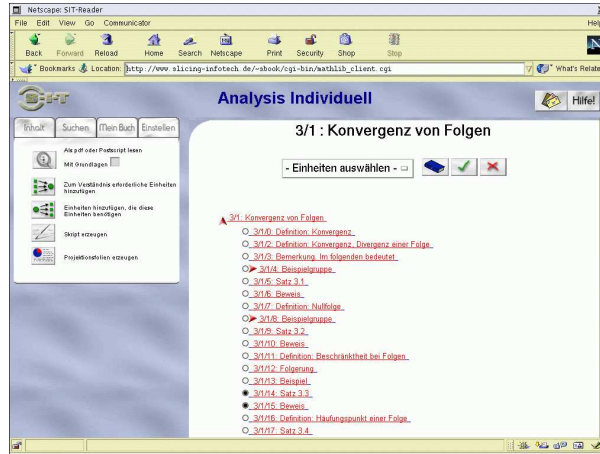 Netscape: SIT-Reader
File Edit View Go Communicator
Help
Back Forward Reload Home Search Netscape Print Security Shop Stop
Bookmarks Location: http://www.slicing-infotech.de/~sbook/cgi-bin/mathlib_client.cgi
What's Relate
SIT
Analysis Individuell
Hilfe!
Inhalt Suchen Mein Buch Einstellen
Als pdf oder Postscript lesen
Mit Grundlagen
Zum Verständnis erforderliche Einheiten
hinzufügen
Einheiten hinzufügen, die diese
Einheiten benötigen
Skript erzeugen
Projektionsfolien erzeugen
3/1 : Konvergenz von Folgen
- Einheiten auswählen -
3/1: Konvergenz von Folgen
3/1/0: Definition: Konvergenz
3/1/2: Definition: Konvergenz, Divergenz einer Folge
3/1/3: Bemerkung. Im folgenden bedeutet
3/1/4: Beispielgruppe
3/1/5: Satz 3.1
3/1/6: Beweis
3/1/7: Definition: Nullfolge
3/1/8: Beispielgruppe
3/1/9: Satz 3.2
3/1/10: Beweis
3/1/11: Definition: Beschränktheit bei Folgen
3/1/12: Folgerung
3/1/13: Beispiel
3/1/14: Satz 3.3
3/1/15: Beweis
3/1/16: Definition: Häufungspunkt einer Folge
3/1/17: Satz 3.4